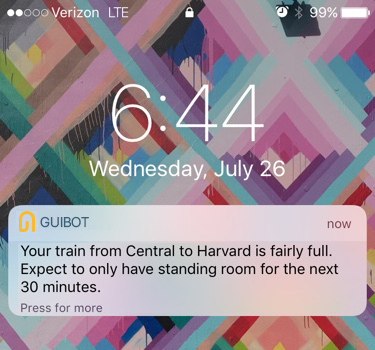 Verizon LTE 99%
6:44
Wednesday, July 26
GUIBOT now
Your train from Central to Harvard is fairly full.
Expect to only have standing room for the next
30 minutes.
Press for more